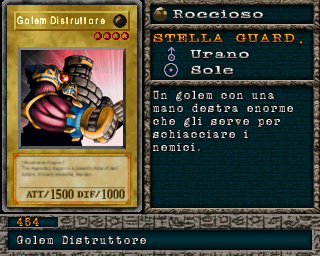 Golem Distruttore
ATT/1500 DIF/1000
Roccioso
STELLA GUARD.
Urano
Sole
Un golem con una
mano destra enorme
che gli serve per
schiacciare i
nemici.
454
Golem Distruttore